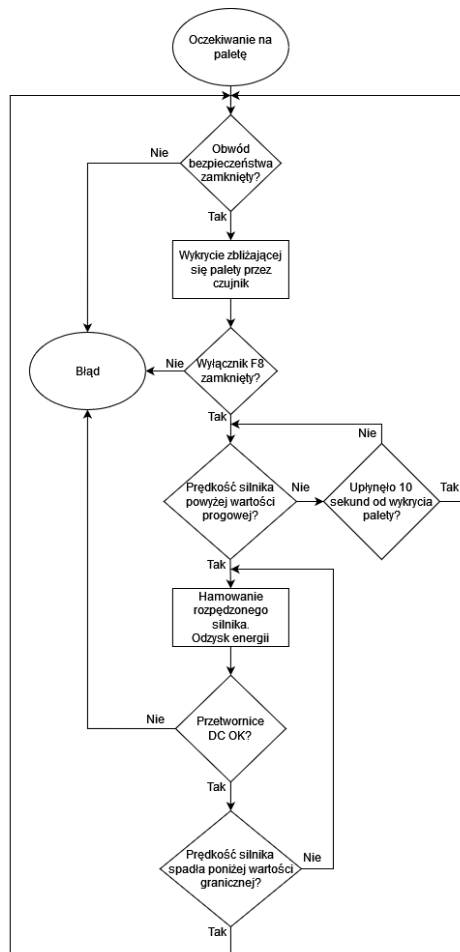 Oczekiwanie na
paletę
Nie
Obwód
bezpieczeństwa
zamknięty?
Tak
Wykrycie zbliżającej
się palety przez
czujnik
Błąd
Nie
Wyłącznik F8
zamknięty?
Tak
Nie
Prędkość silnika
powyżej wartości
progowej?
Nie
Upłynęło 10
sekund od wykrycia
palety?
Tak
Tak
Hamowanie
rozpędzonego
silnika.
Odzysk energii
Nie
Przetwornice
DC OK?
Tak
Prędkość silnika
spadła poniżej wartości
granicznej?
Nie
Tak